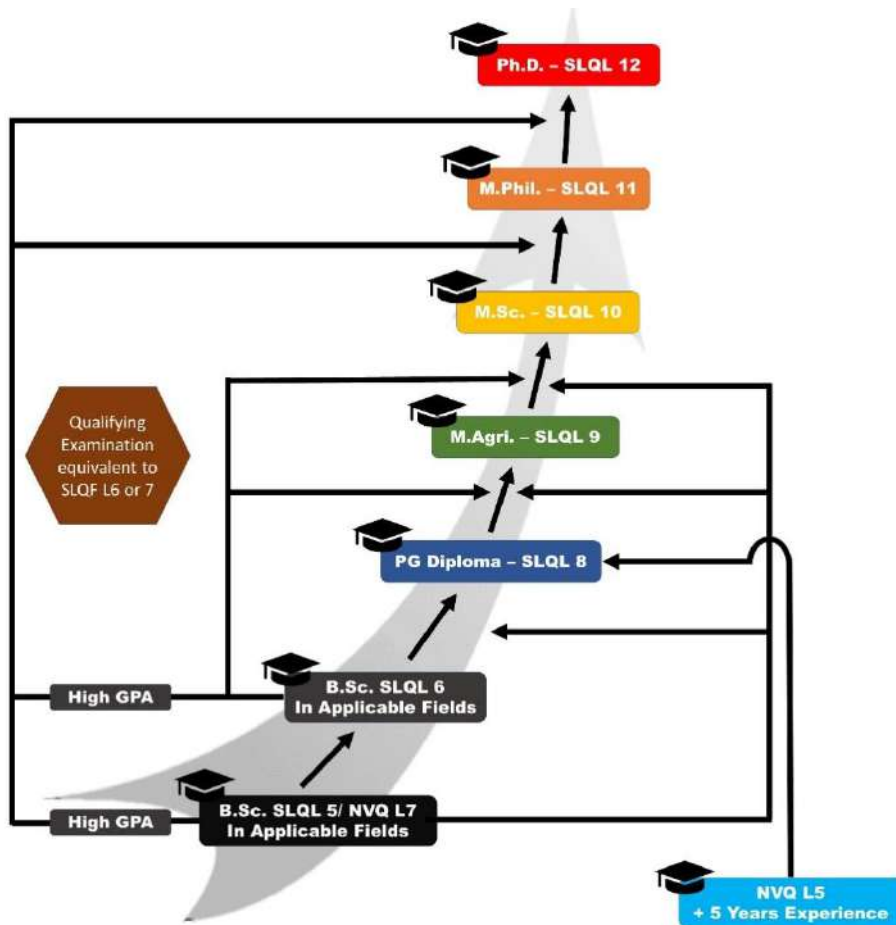 Ph.D. – SLQL 12
M.Phil. – SLQL 11
M.Sc. – SLQL 10
Qualifying
Examination
equivalent to
SLQF L6 or 7
M.Agri. – SLQL 9
PG Diploma – SLQL 8
High GPA
B.Sc. SLQL 6
In Applicable Fields
High GPA
B.Sc. SLQL 5/ NVQ L7
In Applicable Fields
NVQ L5
+ 5 Years Experience